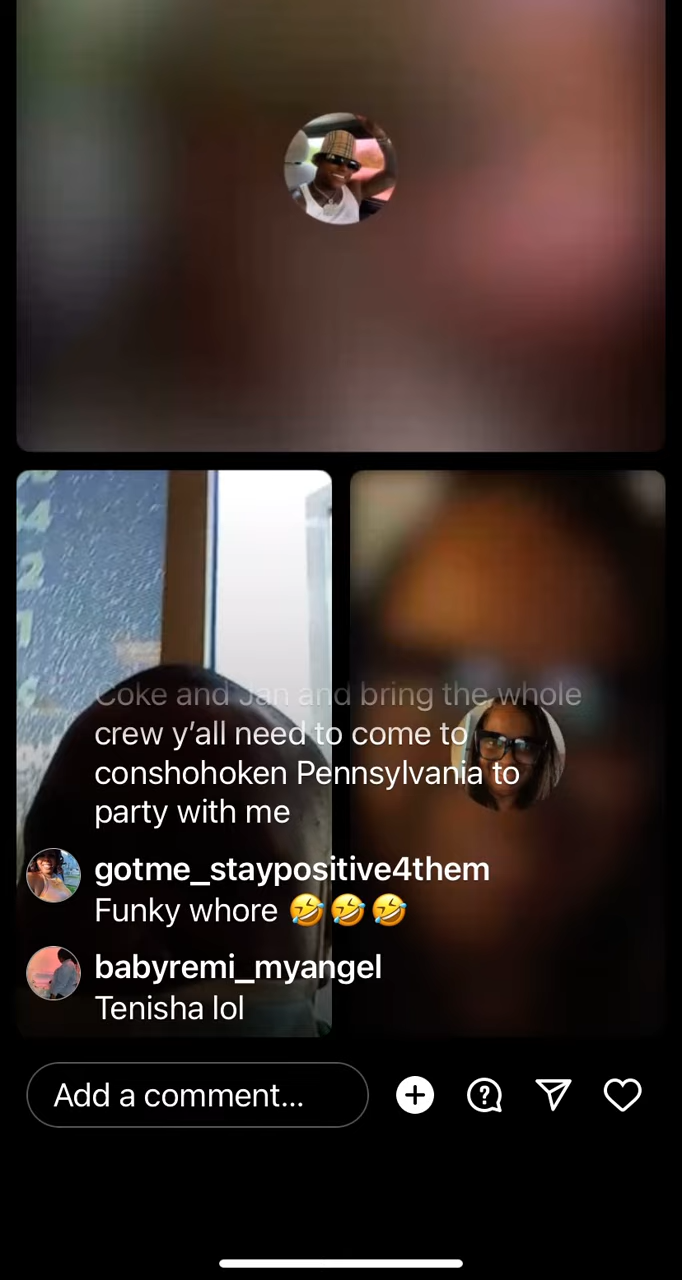 Coke and Jan and bring the whole
crew y’all need to come to
conshohoken Pennsylvania to
party with me
gotme_staypositive4them
Funky whore 🤣🤣🤣
babyremi_myangel
Tenisha lol
Add a comment...